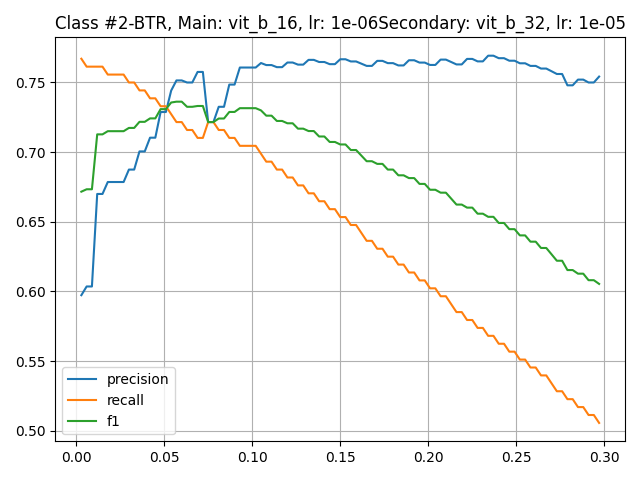 Class #2-BTR, Main: vit_b_16, lr: 1e-06Secondary: vit_b_32, lr: 1e-05
0.75
0.70
0.65
0.60
0.55
0.50
precision
recall
f1
0.00 0.05 0.10 0.15 0.20 0.25 0.30